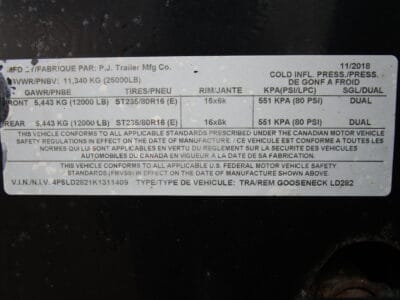 MFD BY/FABRIQUE PAR: P.J. Trailer Mfg Co. 11/2018
GVWR/PNBV: 11,340 KG (25000LB) COLD INFL. PRESS./PRESS.
DE GONF A FROID
GAWR/PNBE TIRES/PNEU RIM/JANTE KPA(PSI/LPC) SGL/DUAL
FRONT 5,443 KG (12000 LB) ST235/80R16 (E) 16x6k 551 KPA (80 PSI) DUAL
REAR 5,443 KG (12000 LB) ST235/80R16 (E) 16x6k 551 KPA (80 PSI) DUAL
THIS VEHICLE CONFORMS TO ALL APPLICABLE STANDARDS PRESCRIBED UNDER THE CANADIAN MOTOR VEHICLE
SAFETY REGULATIONS IN EFFECT ON THE DATE OF MANUFACTURE. / CE VEHICULE EST CONFORME A TOUTES
LES NORMES QUI LUI SONT APPLICABLES EN VERTU DU REGLEMENT SUR LA SECURITE DES VEHICULES
AUTOMOBILES DU CANADA EN VIGUEUR A LA DATE DE SA FABRICATION.
THIS VEHICLE CONFORMS TO ALL APPLICABLE U.S. FEDERAL MOTOR VEHICLE SAFETY
STANDARDS (FMVSS) IN EFFECT ON THE DATE OF MANUFACTURE SHOWN ABOVE.
V.I.N./N.I.V. 4P5LD2821K1311409 TYPE/TYPE DE VEHICULE: TRA/REM GOOSENECK LD282